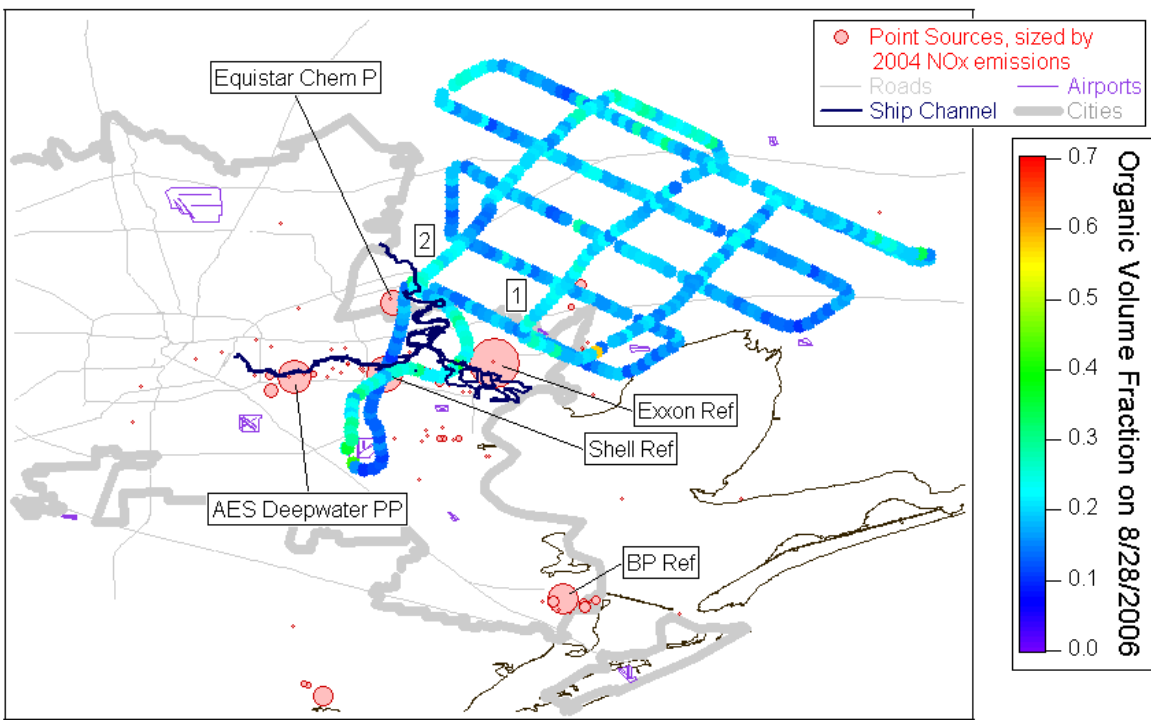 Point Sources, sized by
2004 NOx emissions
Roads
Airports
Ship Channel
Cities
Equistar Chem P
2
1
Exxon Ref
Shell Ref
AES Deepwater PP
BP Ref
0.7
0.6
0.5
0.4
0.3
0.2
0.1
0.0
Organic Volume Fraction on 8/28/2006